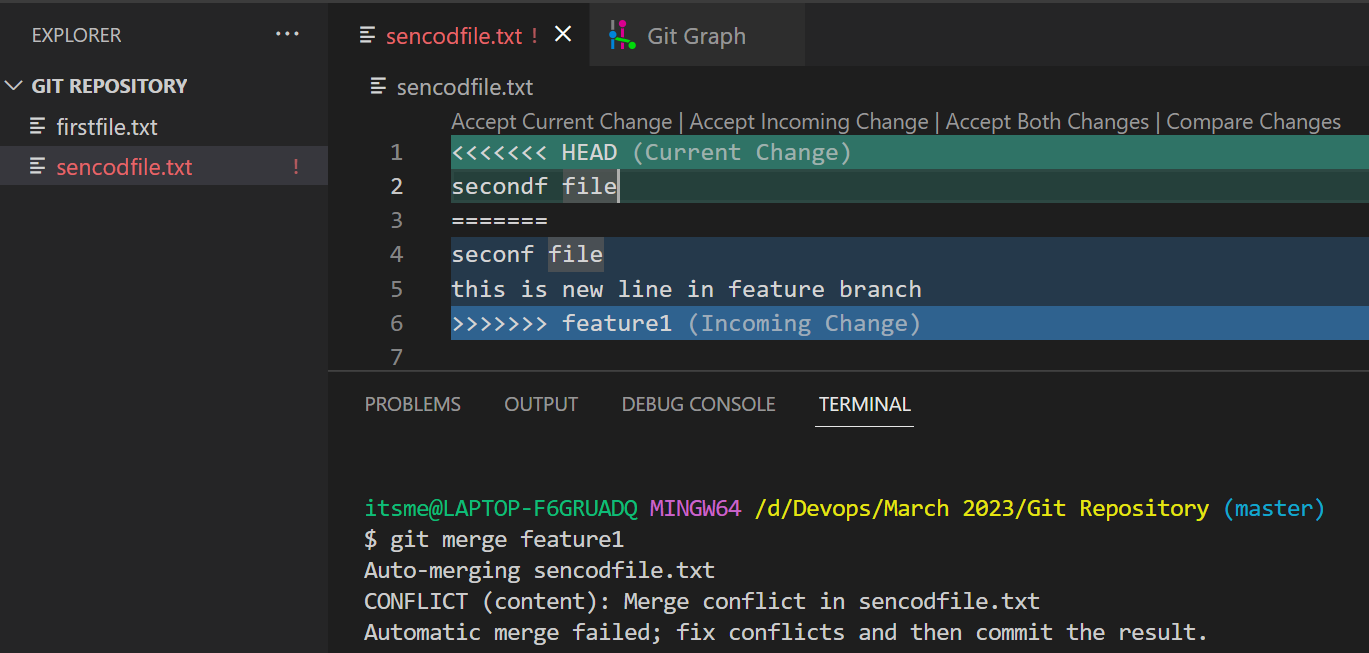 EXPLORER ...
GIT REPOSITORY
firstfile.txt
sencodfile.txt !
sencodfile.txt ! Git Graph
sencodfile.txt
Accept Current Change | Accept Incoming Change | Accept Both Changes | Compare Changes
1 <<<<<<< HEAD (Current Change)
2 secondf file
3 =======
4 seconf file
5 this is new line in feature branch
6 >>>>>>> feature1 (Incoming Change)
7
PROBLEMS OUTPUT DEBUG CONSOLE TERMINAL
itsme@LAPTOP-F6GRUADQ MINGW64 /d/Devops/March 2023/Git Repository (master)
$ git merge feature1
Auto-merging sencodfile.txt
CONFLICT (content): Merge conflict in sencodfile.txt
Automatic merge failed; fix conflicts and then commit the result.